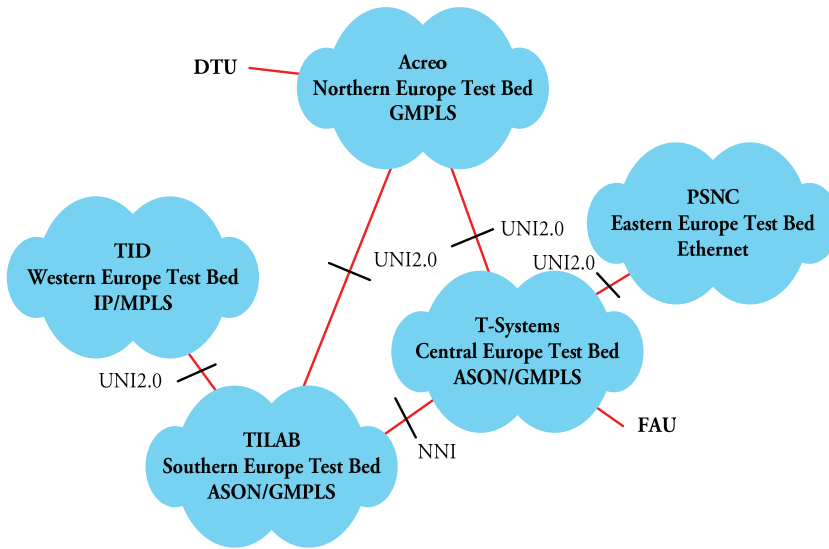 Acreo
Northern Europe Test Bed
GMPLS
DTU
PSNC
Eastern Europe Test Bed
Ethernet
UNI2.0
UNI2.0
UNI2.0
TID
Western Europe Test Bed
IP/MPLS
T-Systems
Central Europe Test Bed
ASON/GMPLS
UNI2.0
FAU
NNI
TILAB
Southern Europe Test Bed
ASON/GMPLS